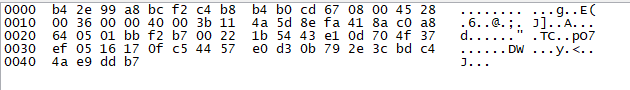 0000 b4 2e 99 a8 bc f2 c4 b8 b4 b0 cd 67 08 00 45 28 ........ ...g..E(
0010 00 36 00 00 40 00 3b 11 4a 5d 8e fa 41 8a c0 a8 .6..@.;. J]..A...
0020 64 05 01 bb f2 b7 00 22 1b 54 43 e1 0d 70 4f 37 d......" .TC..pO7
0030 ef 05 16 17 0f c5 44 57 e0 d3 0b 79 2e 3c bd c4 ......DW ...y.<..
0040 4a e9 dd b7 J...